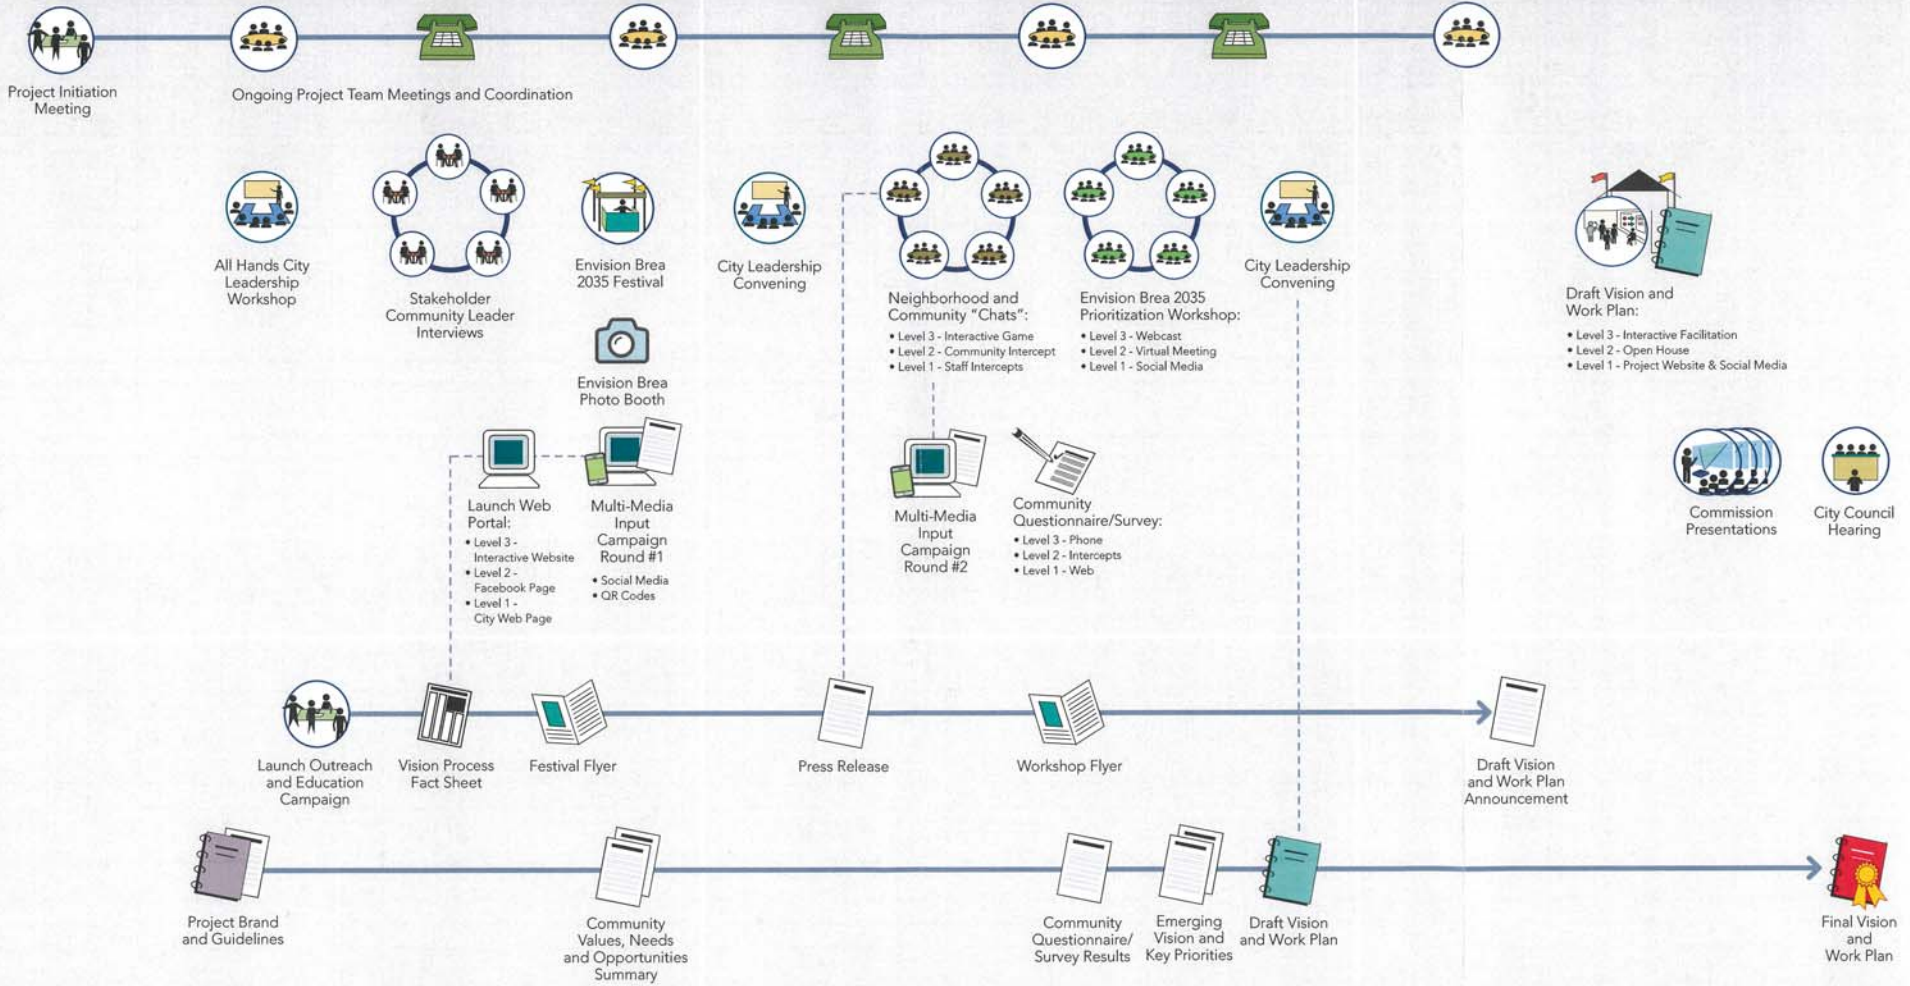 Project Initiation
Meeting
Ongoing Project Team Meetings and Coordination
All Hands City
Leadership
Workshop
Stakeholder
Community Leader
Interviews
Envision Brea
2035 Festival
Envision Brea
Photo Booth
City Leadership
Convening
Neighborhood and
Community "Chats":
• Level 3 - Interactive Game
• Level 2 - Community Intercept
• Level 1 - Staff Intercepts
Envision Brea 2035
Prioritization Workshop:
• Level 3 - Webcast
• Level 2 - Virtual Meeting
• Level 1 - Social Media
City Leadership
Convening
Draft Vision and
Work Plan:
• Level 3 - Interactive Facilitation
• Level 2 - Open House
• Level 1 - Project Website & Social Media
Launch Web
Portal:
• Level 3 -
Interactive Website
• Level 2 -
Facebook Page
• Level 1 -
City Web Page
Multi-Media
Input
Campaign
Round #1
• Social Media
• QR Codes
Multi-Media
Input
Campaign
Round #2
Community
Questionnaire/Survey:
• Level 3 - Phone
• Level 2 - Intercepts
• Level 1 - Web
Commission
Presentations
City Council
Hearing
Launch Outreach
and Education
Campaign
Vision Process
Fact Sheet
Festival Flyer
Press Release
Workshop Flyer
Draft Vision
and Work Plan
Announcement
Project Brand
and Guidelines
Community
Values, Needs
and Opportunities
Summary
Community
Questionnaire/
Survey Results
Emerging
Vision and
Key Priorities
Draft Vision
and Work Plan
Final Vision
and
Work Plan